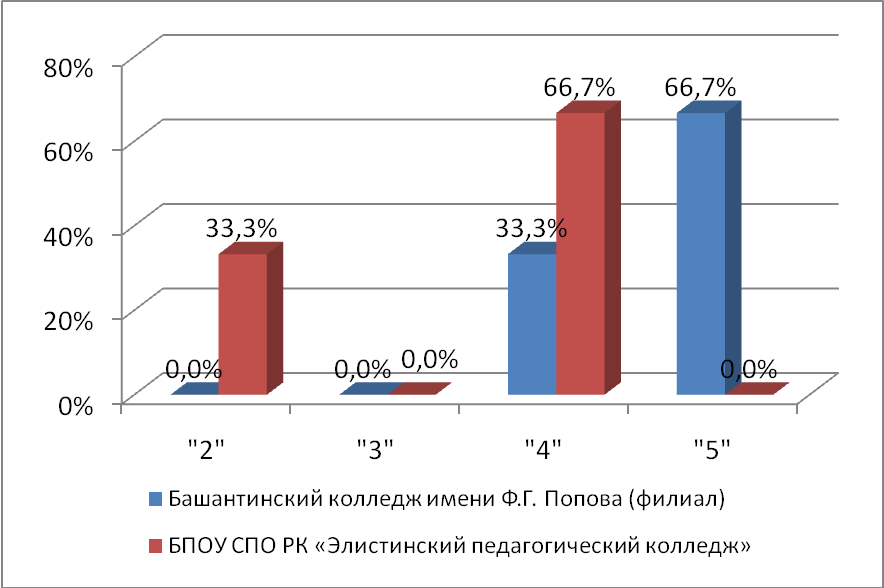 80%
60%
40%
20%
0%
66,7% 66,7%
33,3% 33,3%
0,0% 0,0% 0,0% 0,0%
"2" "3" "4" "5"
Башантинский колледж имени Ф.Г. Попова (филиал)
БПОУ СПО РК «Элистинский педагогический колледж»